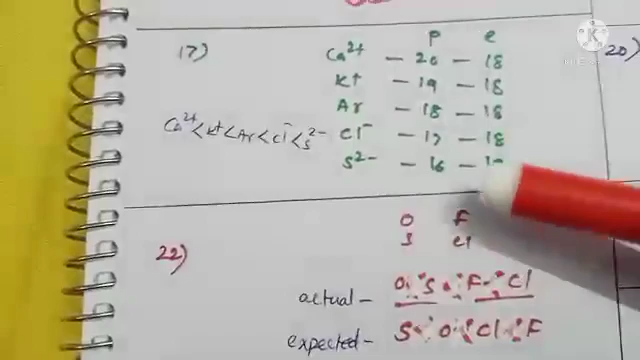 17)
p e
Ca2+ – 20 – 18
K+ – 19 – 18
Ar – 18 – 18
Cl– – 17 – 18
S2– – 16 –
Ca2+ < K+ < Ar < Cl– < S2–
20)
22)
O F
S Cl
actual – O S F Cl
expected – S O Cl F
K